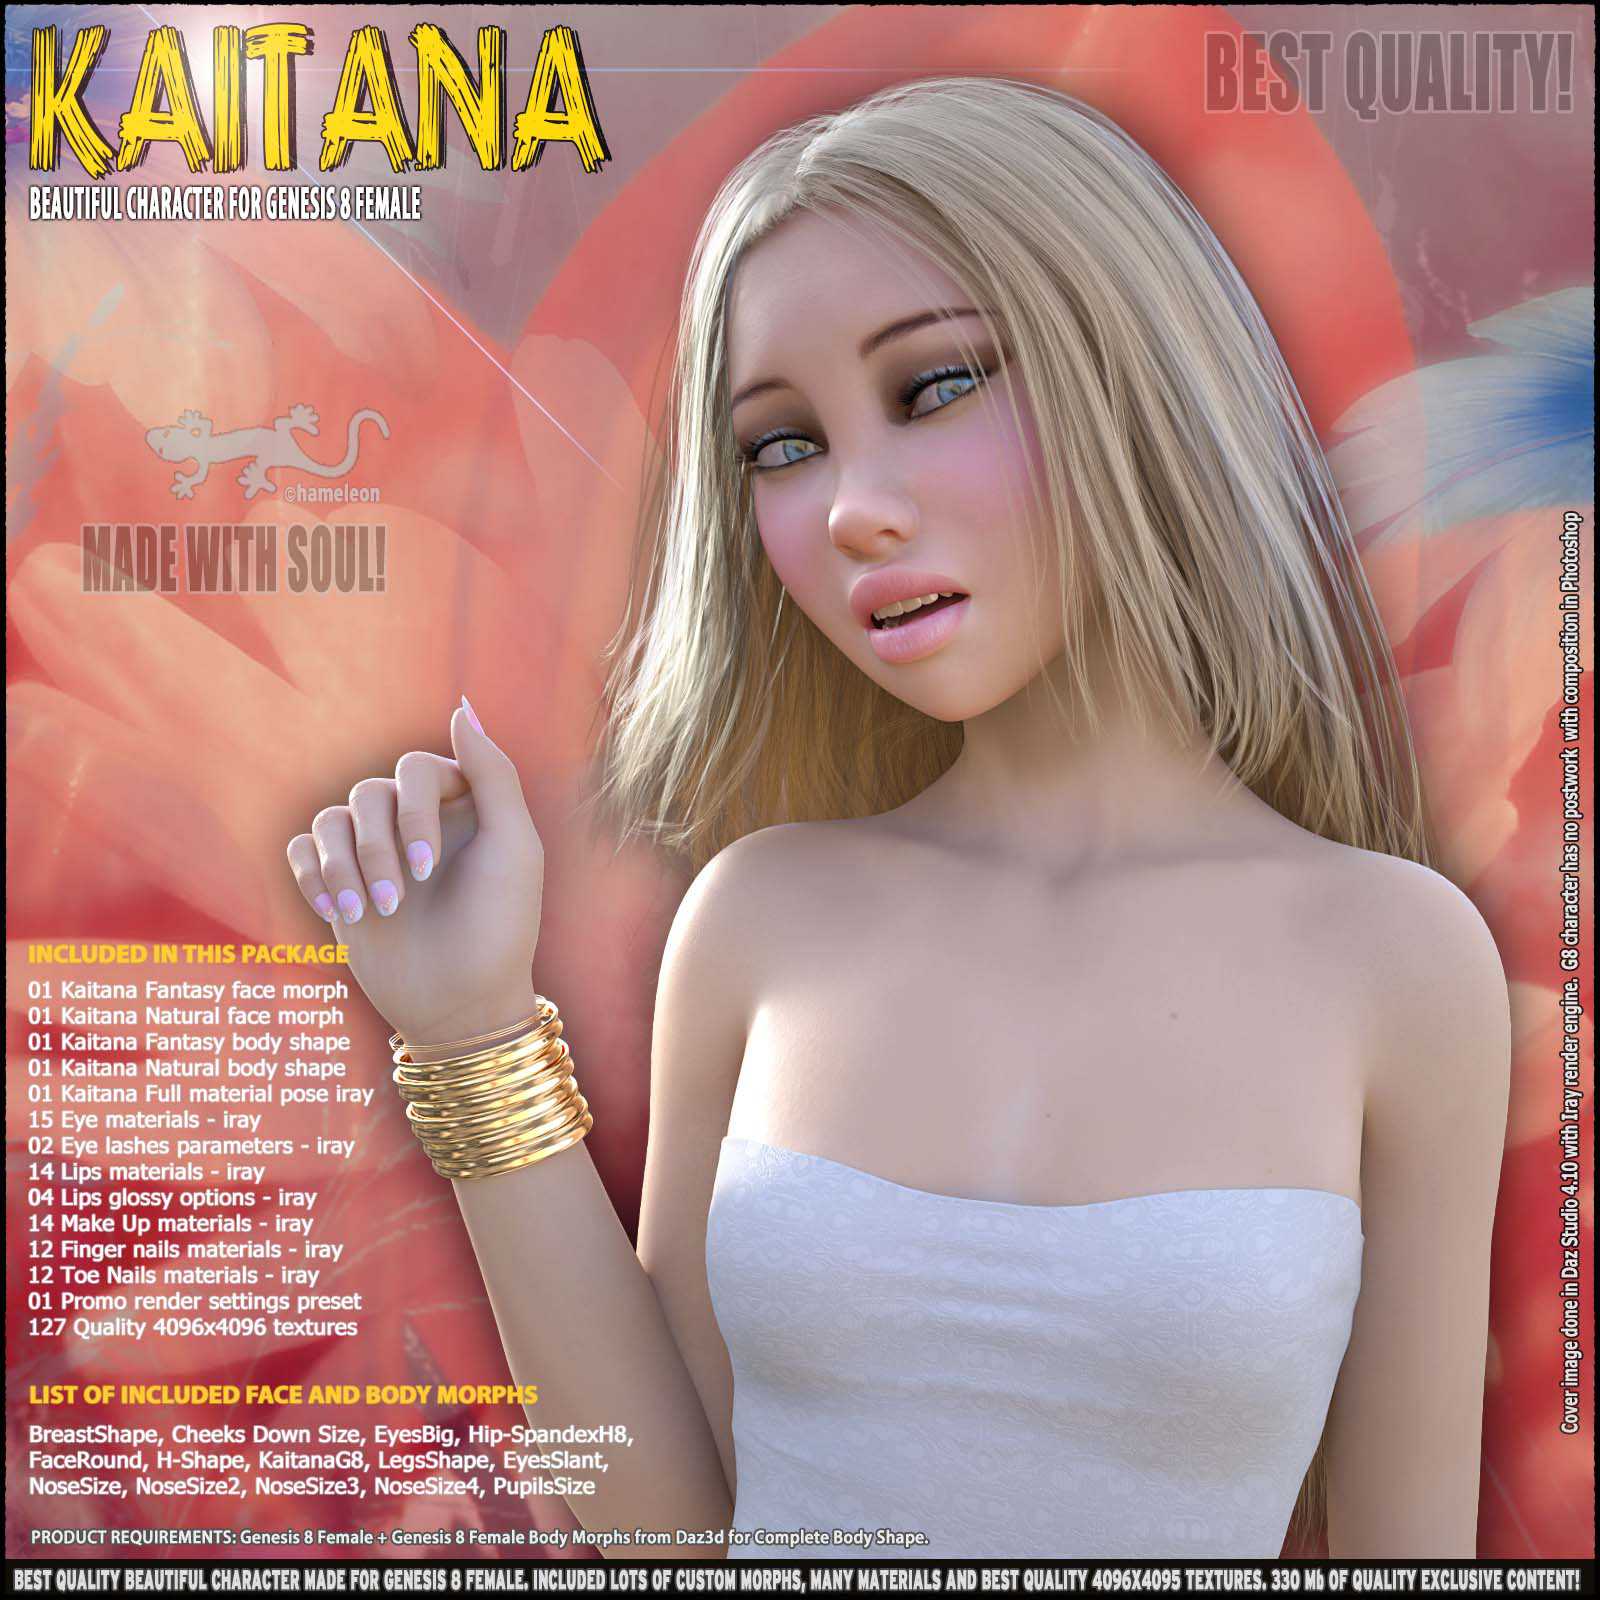 KAITANA
BEAUTIFUL CHARACTER FOR GENESIS 8 FEMALE
BEST QUALITY!
©hameleon
MADE WITH SOUL!
INCLUDED IN THIS PACKAGE
01 Kaitana Fantasy face morph
01 Kaitana Natural face morph
01 Kaitana Fantasy body shape
01 Kaitana Natural body shape
01 Kaitana Full material pose iray
15 Eye materials - iray
02 Eye lashes parameters - iray
14 Lips materials - iray
04 Lips glossy options - iray
14 Make Up materials - iray
12 Finger nails materials - iray
12 Toe Nails materials - iray
01 Promo render settings preset
127 Quality 4096x4096 textures
LIST OF INCLUDED FACE AND BODY MORPHS
BreastShape, Cheeks Down Size, EyesBig, Hip-SpandexH8,
FaceRound, H-Shape, KaitanaG8, LegsShape, EyesSlant,
NoseSize, NoseSize2, NoseSize3, NoseSize4, PupilsSize
PRODUCT REQUIREMENTS: Genesis 8 Female + Genesis 8 Female Body Morphs from Daz3d for Complete Body Shape.
Cover image done in Daz Studio 4.10 with Iray render engine. G8 character has no postwork with composition in Photoshop
BEST QUALITY BEAUTIFUL CHARACTER MADE FOR GENESIS 8 FEMALE. INCLUDED LOTS OF CUSTOM MORPHS, MANY MATERIALS AND BEST QUALITY 4096X4095 TEXTURES. 330 Mb OF QUALITY EXCLUSIVE CONTENT!